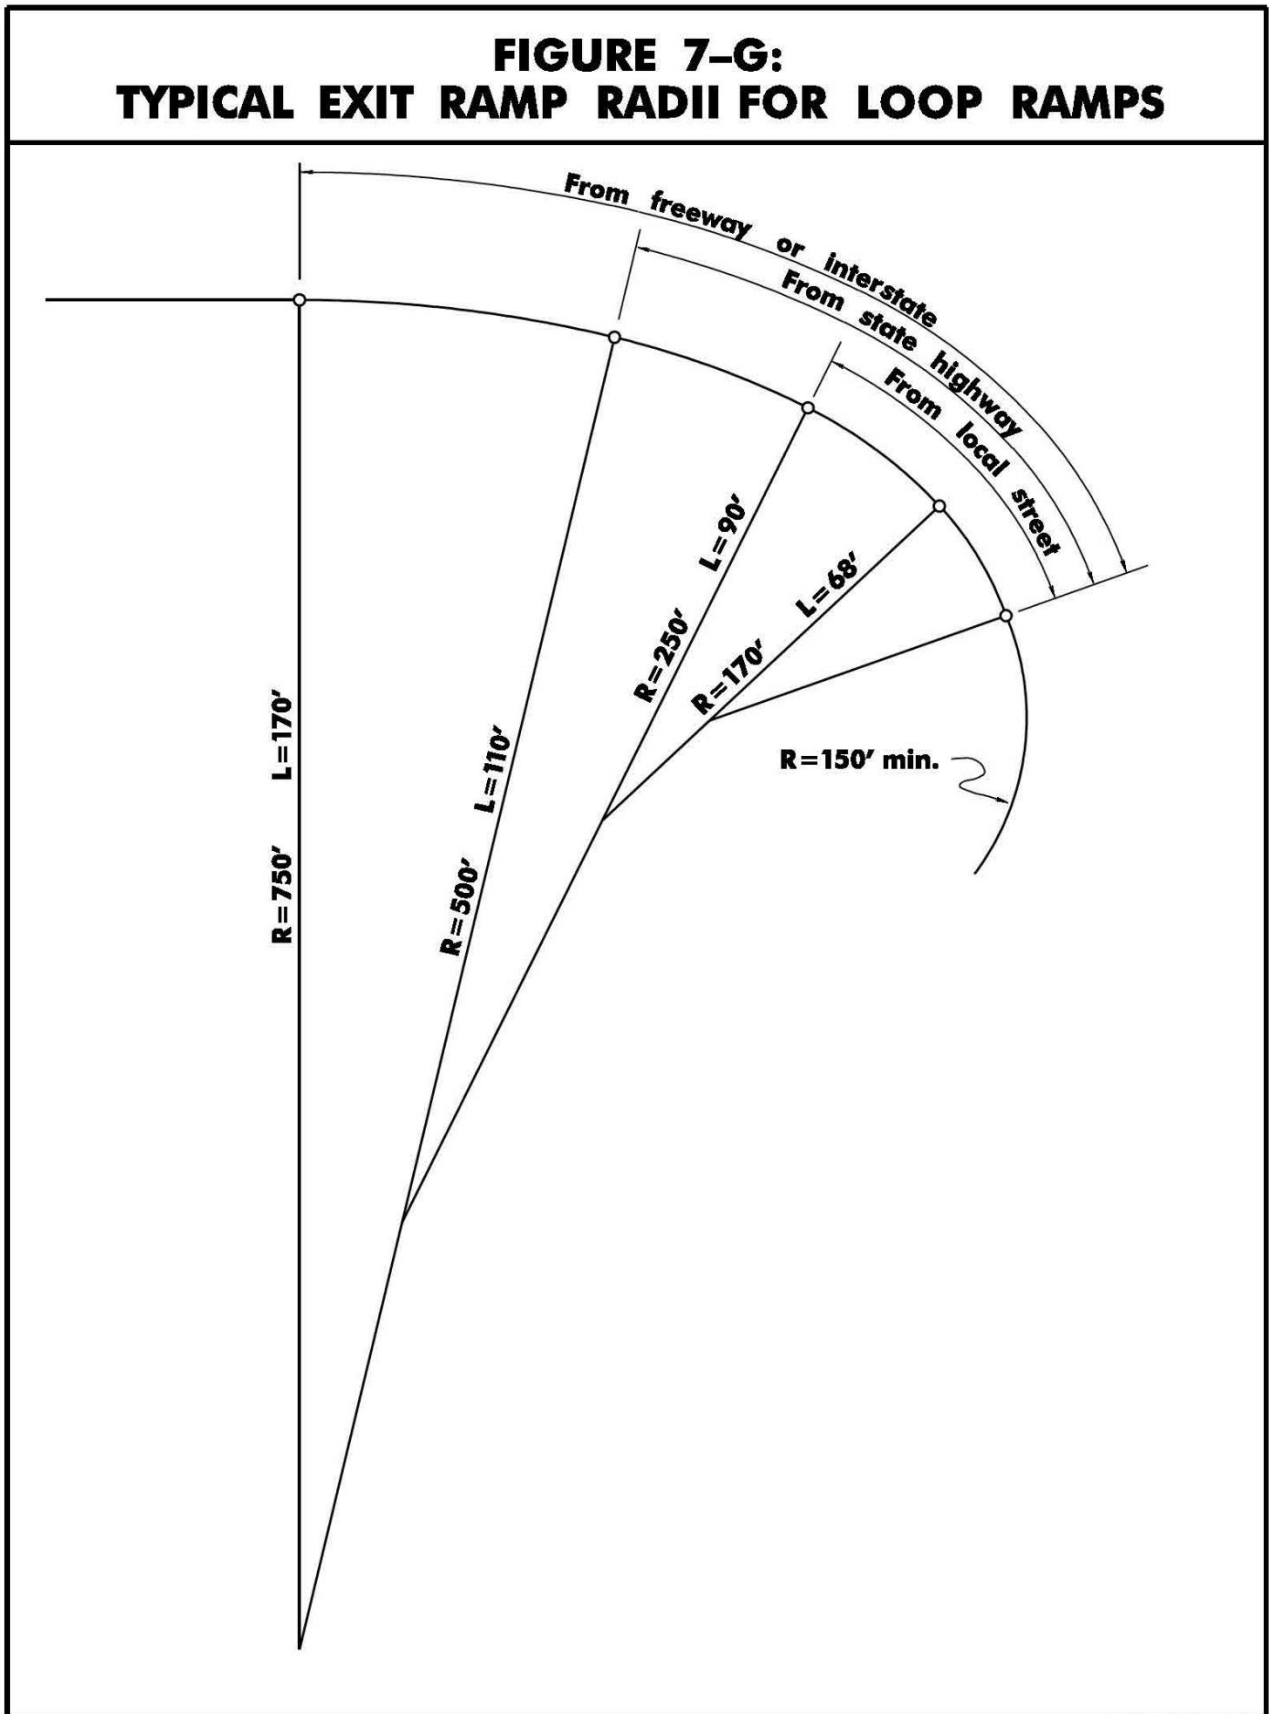 FIGURE 7–G:
TYPICAL EXIT RAMP RADII FOR LOOP RAMPS
From freeway or interstate
From state highway
From local street
L=90'
L=68'
R=250'
R=170'
L=170'
L=110'
R=150' min.
R=750'
R=500'